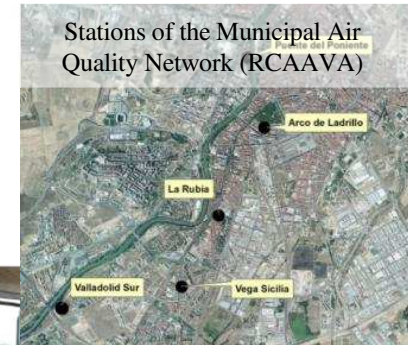 Stations of the Municipal Air
Puente del Poniente
Quality Network (RCAAVA)
Arco de Ladrillo
La Rubia
Valladolid Sur
Vega Sicilia